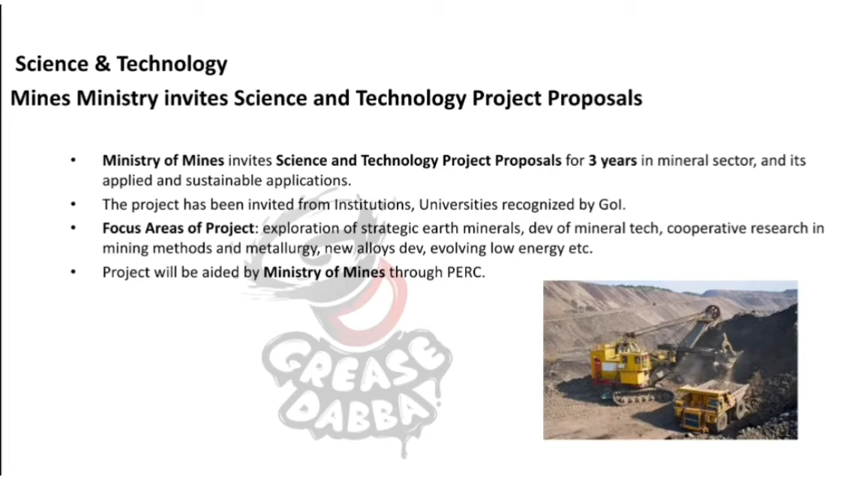 Science & Technology
Mines Ministry invites Science and Technology Project Proposals
• Ministry of Mines invites Science and Technology Project Proposals for 3 years in mineral sector, and its
applied and sustainable applications.
• The project has been invited from Institutions, Universities recognized by GoI.
• Focus Areas of Project: exploration of strategic earth minerals, dev of mineral tech, cooperative research in
mining methods and metallurgy, new alloys dev, evolving low energy etc.
• Project will be aided by Ministry of Mines through PERC.
GREASE
DABBA!